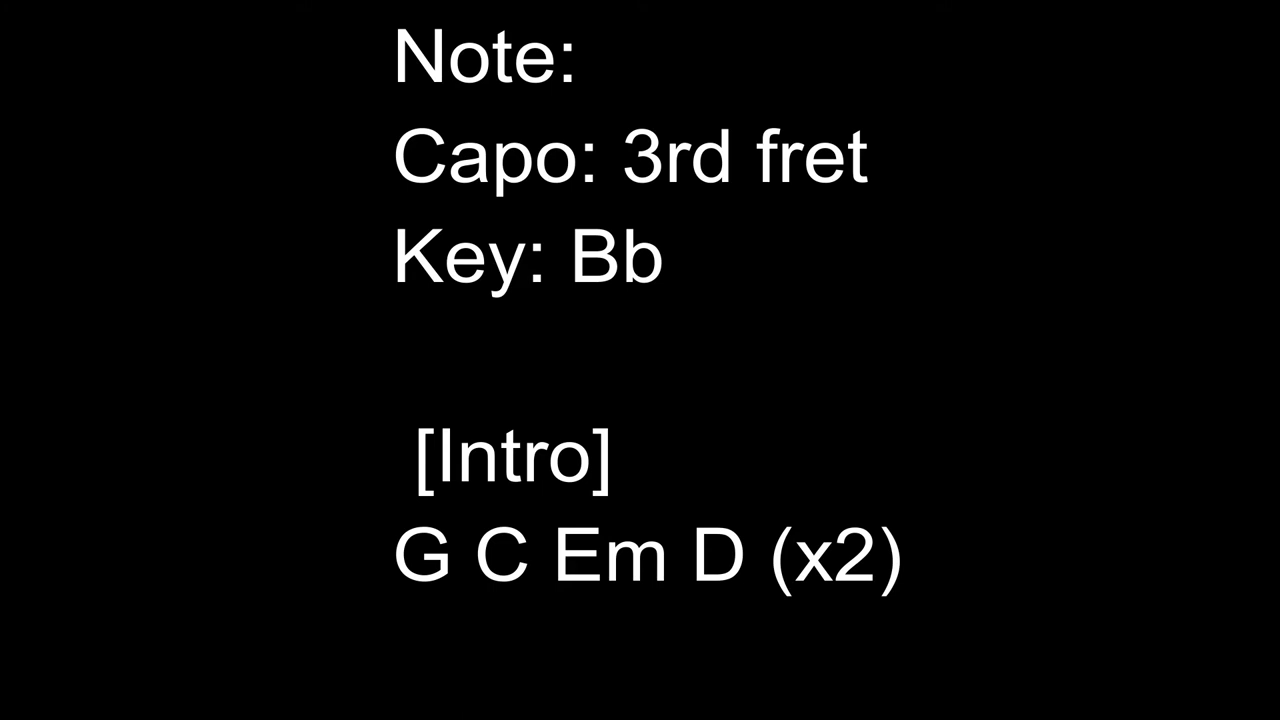 Note:
Capo: 3rd fret
Key: Bb
[Intro]
G C Em D (x2)